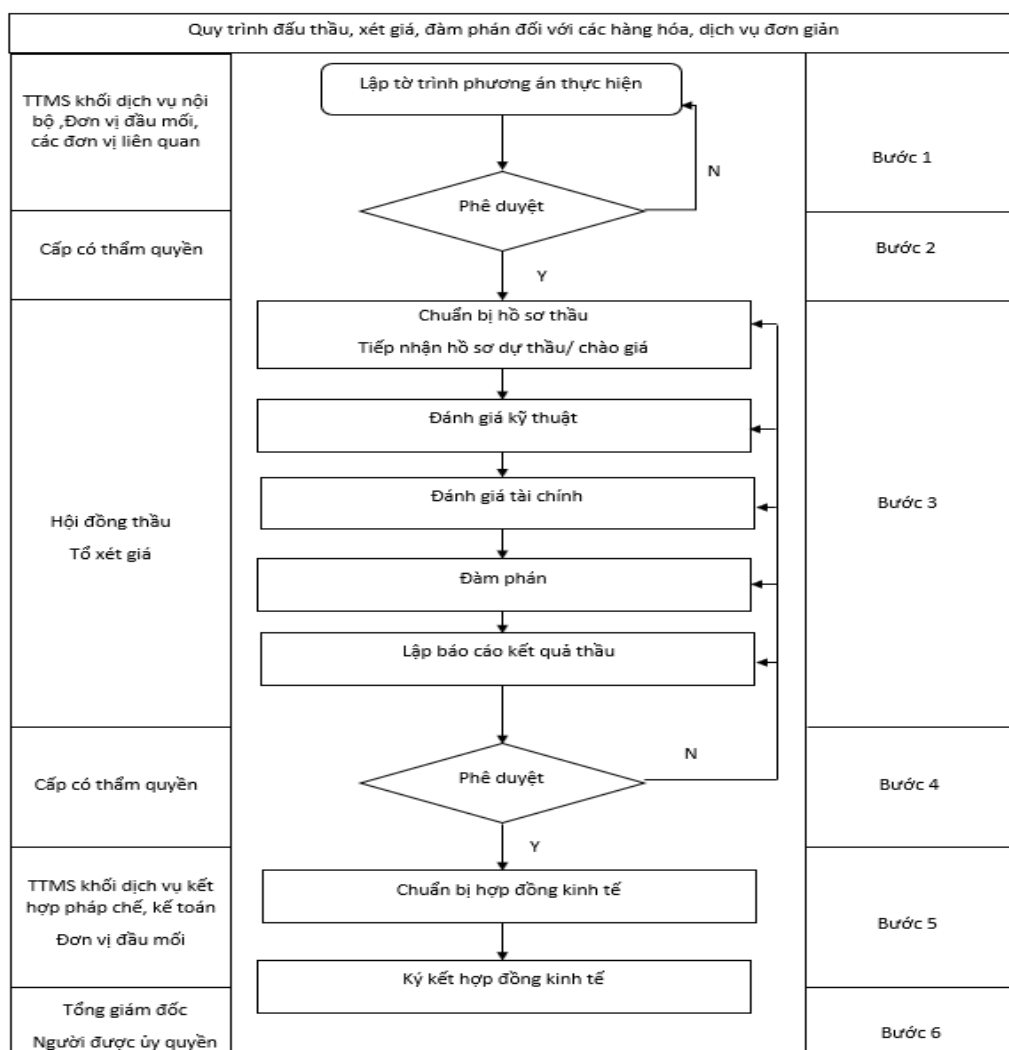 Quy trình đấu thầu, xét giá, đàm phán đối với các hàng hóa, dịch vụ đơn giản
TTMS khối dịch vụ nội
bộ ,Đơn vị đầu mối,
các đơn vị liên quan
Lập tờ trình phương án thực hiện
N
Bước 1
Phê duyệt
Cấp có thẩm quyền
Y
Bước 2
Hội đồng thầu
Tổ xét giá
Chuẩn bị hồ sơ thầu
Tiếp nhận hồ sơ dự thầu/ chào giá
Đánh giá kỹ thuật
Đánh giá tài chính
Đàm phán
Lập báo cáo kết quả thầu
Bước 3
Cấp có thẩm quyền
Phê duyệt
N
Y
Bước 4
TTMS khối dịch vụ kết
hợp pháp chế, kế toán
Đơn vị đầu mối
Chuẩn bị hợp đồng kinh tế
Bước 5
Ký kết hợp đồng kinh tế
Tổng giám đốc
Người được ủy quyền
Bước 6